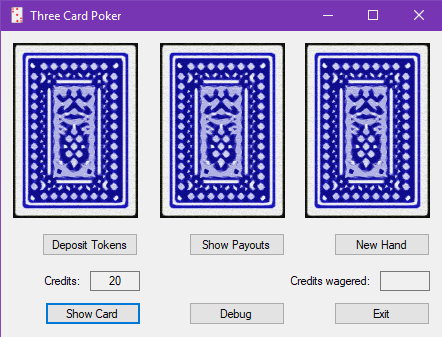 Three Card Poker
Deposit Tokens Show Payouts New Hand
Credits: 20 Credits wagered:
Show Card Debug Exit